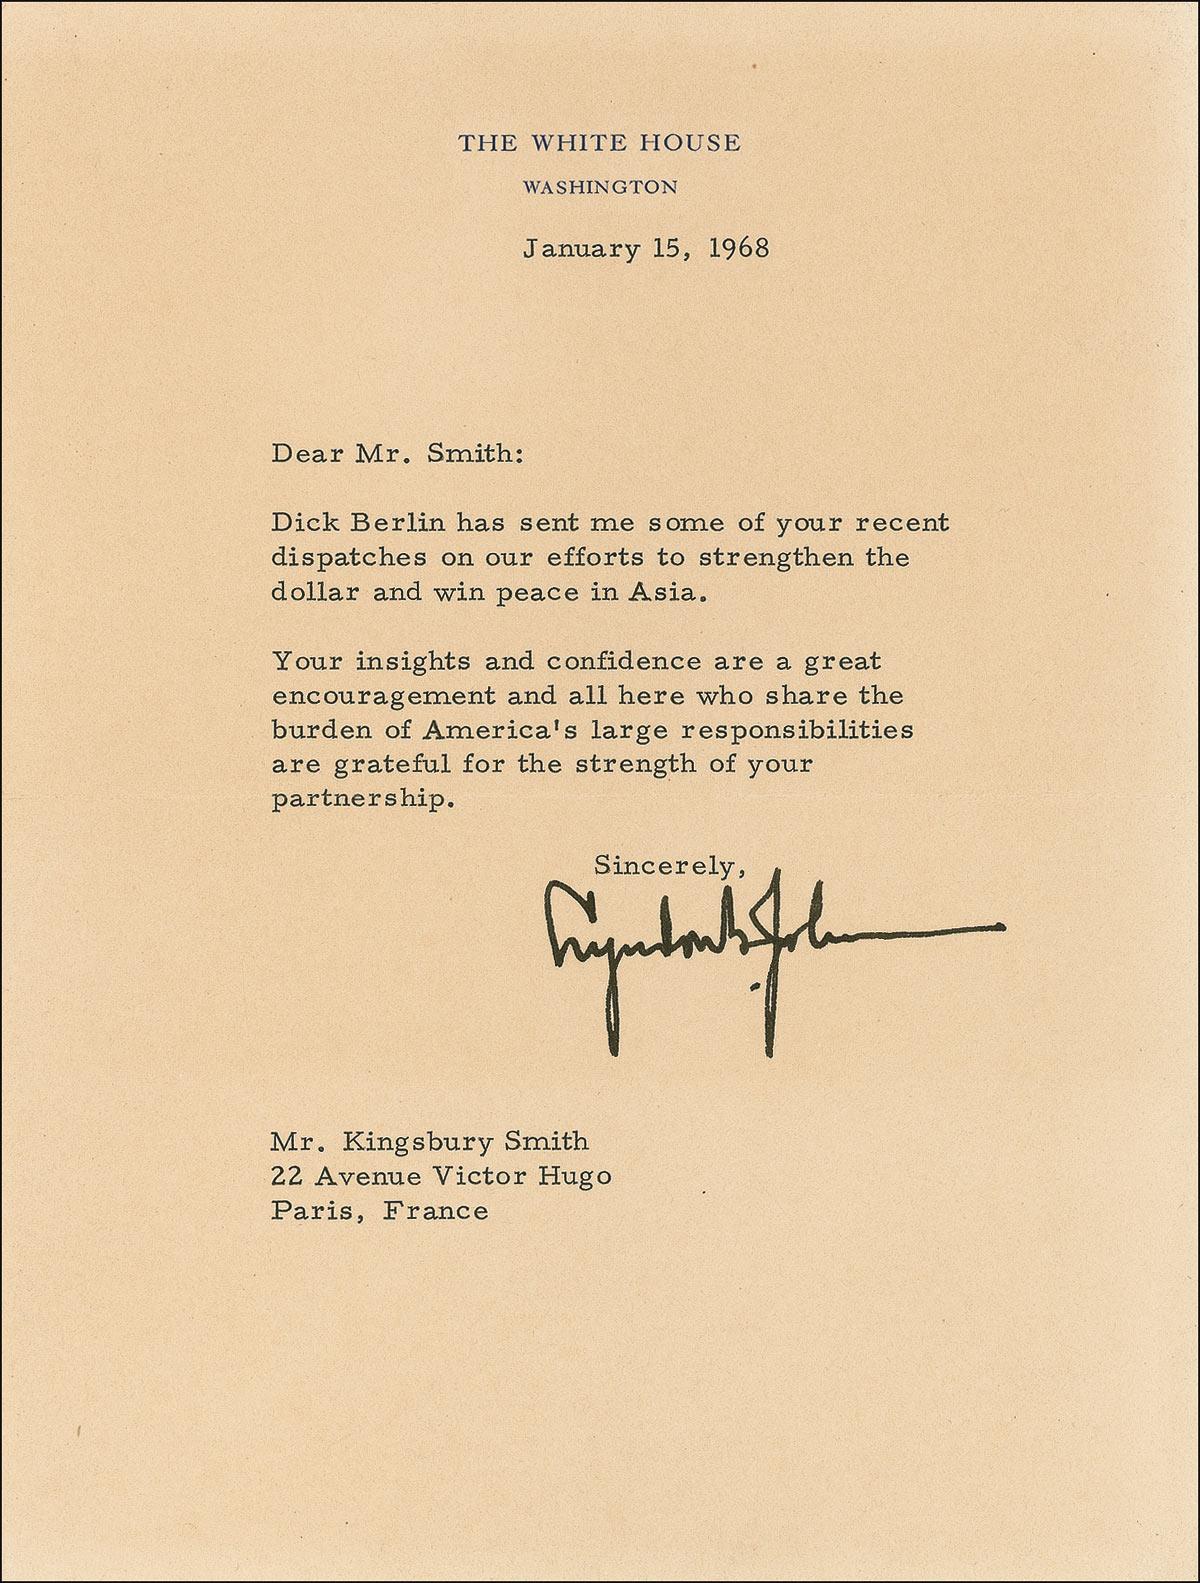 THE WHITE HOUSE
WASHINGTON
January 15, 1968
Dear Mr. Smith:
Dick Berlin has sent me some of your recent
dispatches on our efforts to strengthen the
dollar and win peace in Asia.
Your insights and confidence are a great
encouragement and all here who share the
burden of America's large responsibilities
are grateful for the strength of your
partnership.
Sincerely,
Lyndon B. Johnson
Mr. Kingsbury Smith
22 Avenue Victor Hugo
Paris, France